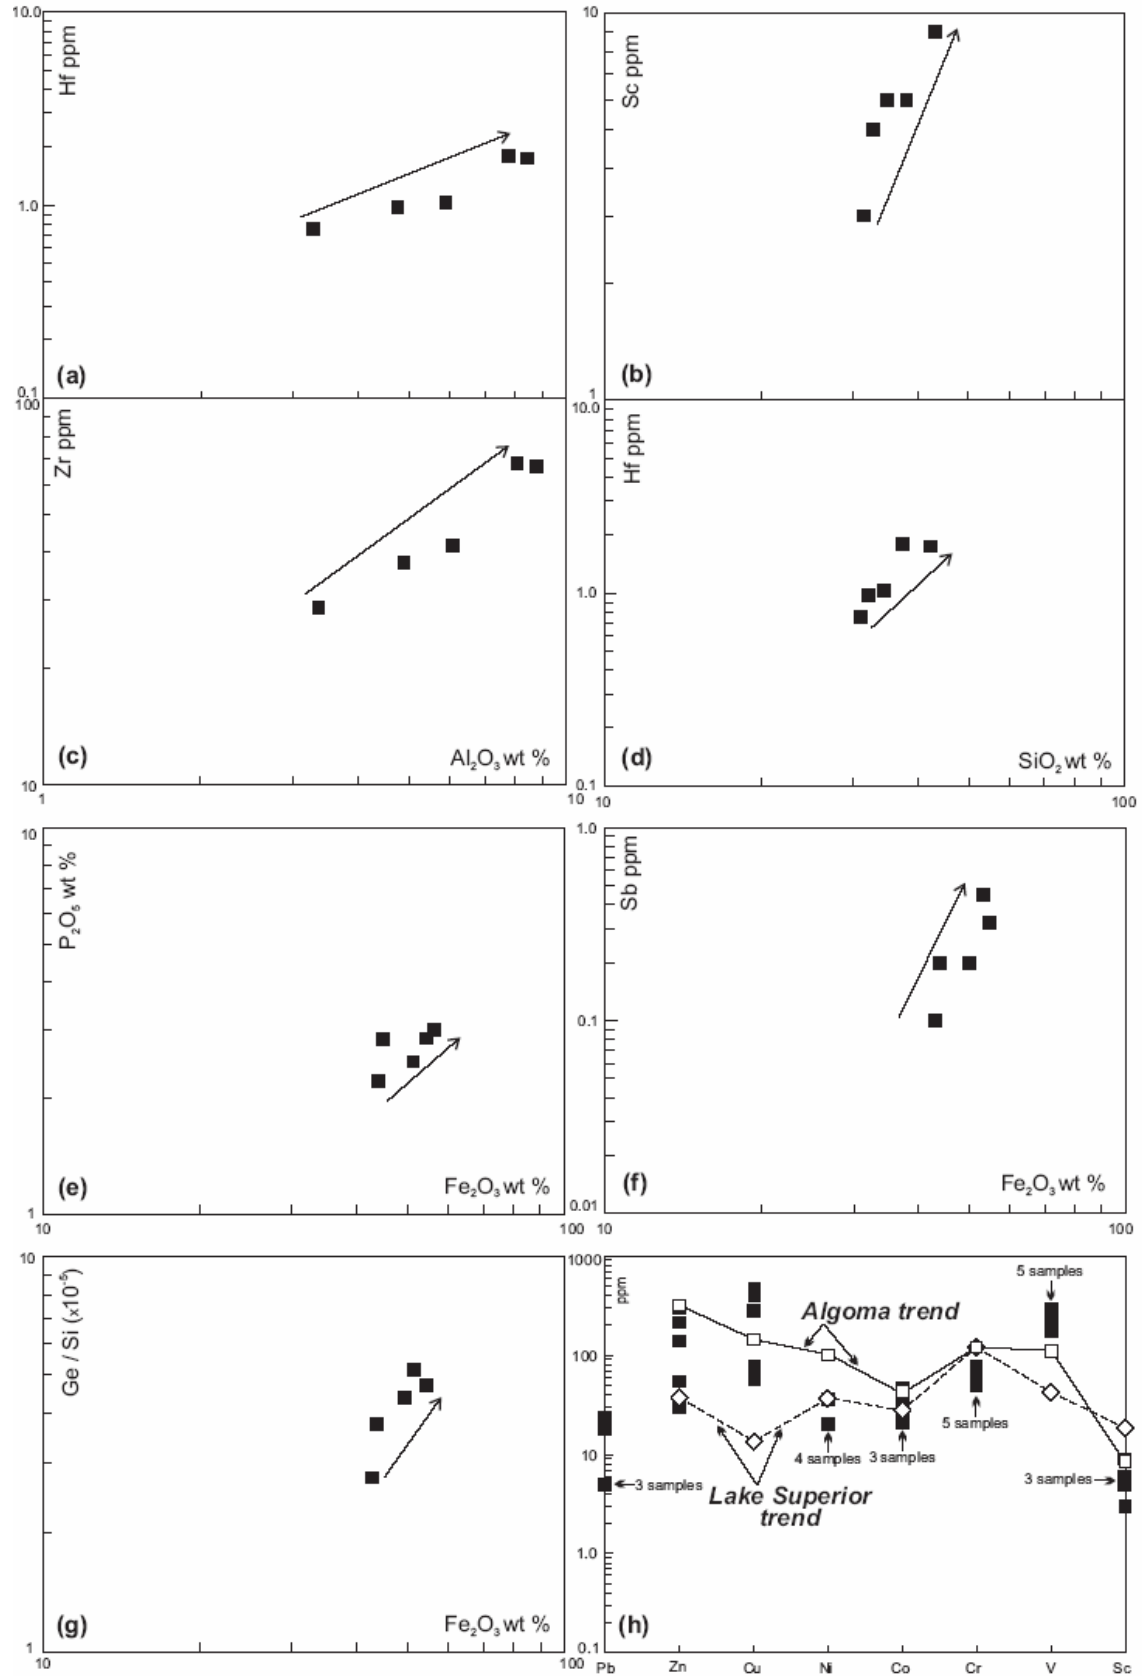 10.0
Hf ppm
1.0
(a)
0.1
10
Sc ppm
(b)
1
100
Zr ppm
(c)
Al₂O₃ wt %
10
1
10
10.0
Hf ppm
1.0
(d)
SiO₂ wt %
0.1
10
100
10
P₂O₅ wt %
(e)
Fe₂O₃ wt %
1
10
100
1.0
Sb ppm
0.1
(f)
Fe₂O₃ wt %
0.01
10
100
10
Ge / Si (x10⁻⁵)
(g)
Fe₂O₃ wt %
1
10
100
1000
ppm
5 samples
Algoma trend
100
5 samples
4 samples
3 samples
10
3 samples
3 samples
Lake Superior
trend
1.0
(h)
0.1
Pb
Zn
Cu
Ni
Co
Cr
V
Sc